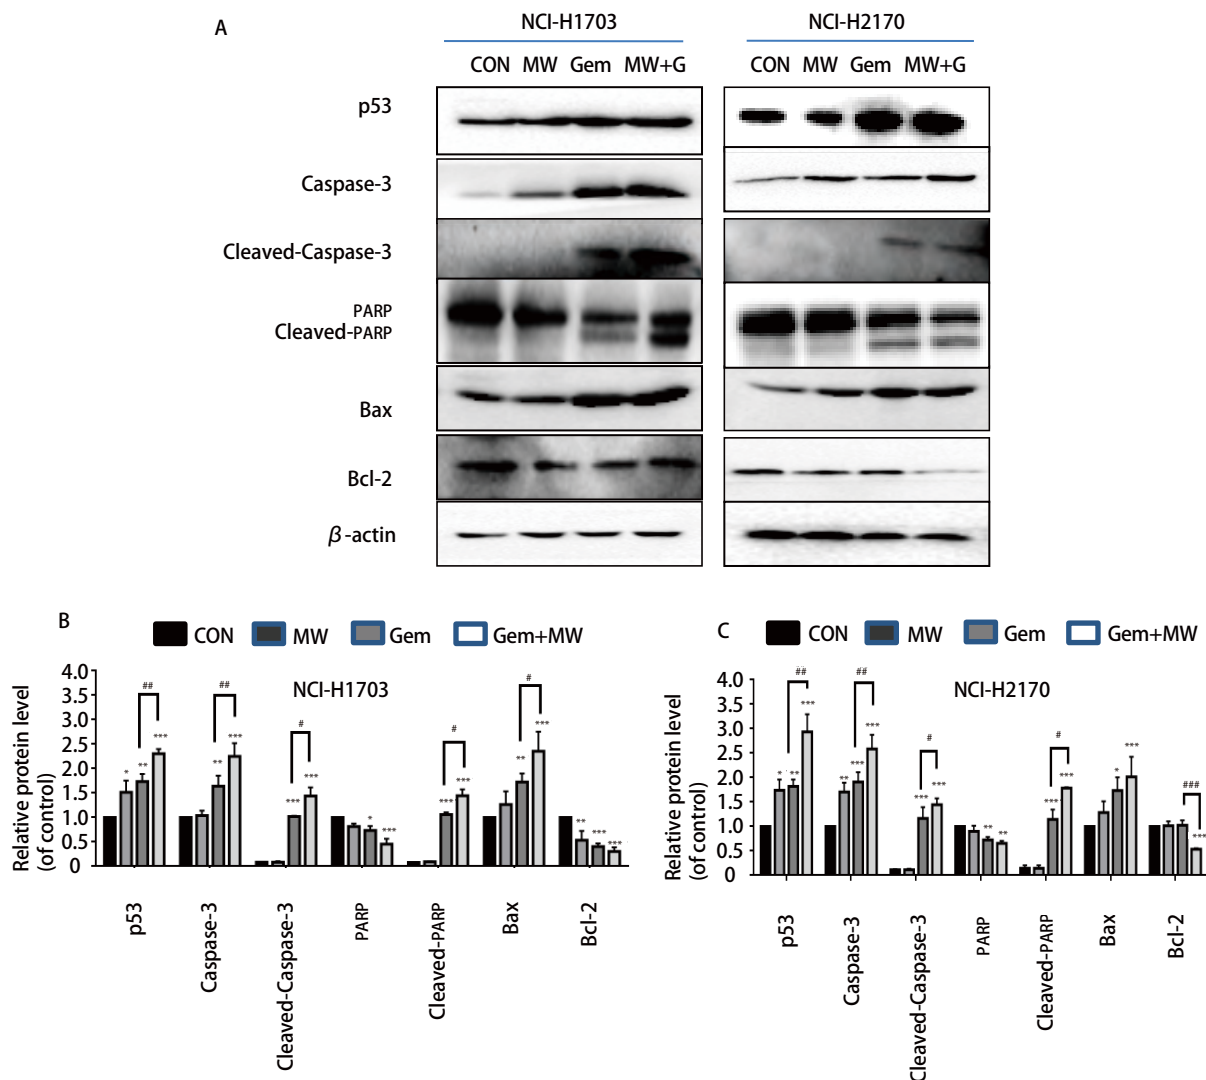 A
NCI-H1703
NCI-H2170
CON MW Gem MW+G
CON MW Gem MW+G
p53
Caspase-3
Cleaved-Caspase-3
PARP
Cleaved-PARP
Bax
Bcl-2
β-actin
B
CON MW Gem Gem+MW
NCI-H1703
Relative protein level
(of control)
4.0
3.5
3.0
2.5
2.0
1.5
1.0
0.5
0
* ** ***
##
** ***
##
*** ***
#
* ***
*** ***
#
** ***
#
** *** ***
p53
Caspase-3
Cleaved-Caspase-3
PARP
Cleaved-PARP
Bax
Bcl-2
C
CON MW Gem Gem+MW
NCI-H2170
Relative protein level
(of control)
4.0
3.5
3.0
2.5
2.0
1.5
1.0
0.5
0
* ** ***
##
** *** ***
##
*** ***
#
** **
*** ***
#
* ***
###
***
p53
Caspase-3
Cleaved-Caspase-3
PARP
Cleaved-PARP
Bax
Bcl-2